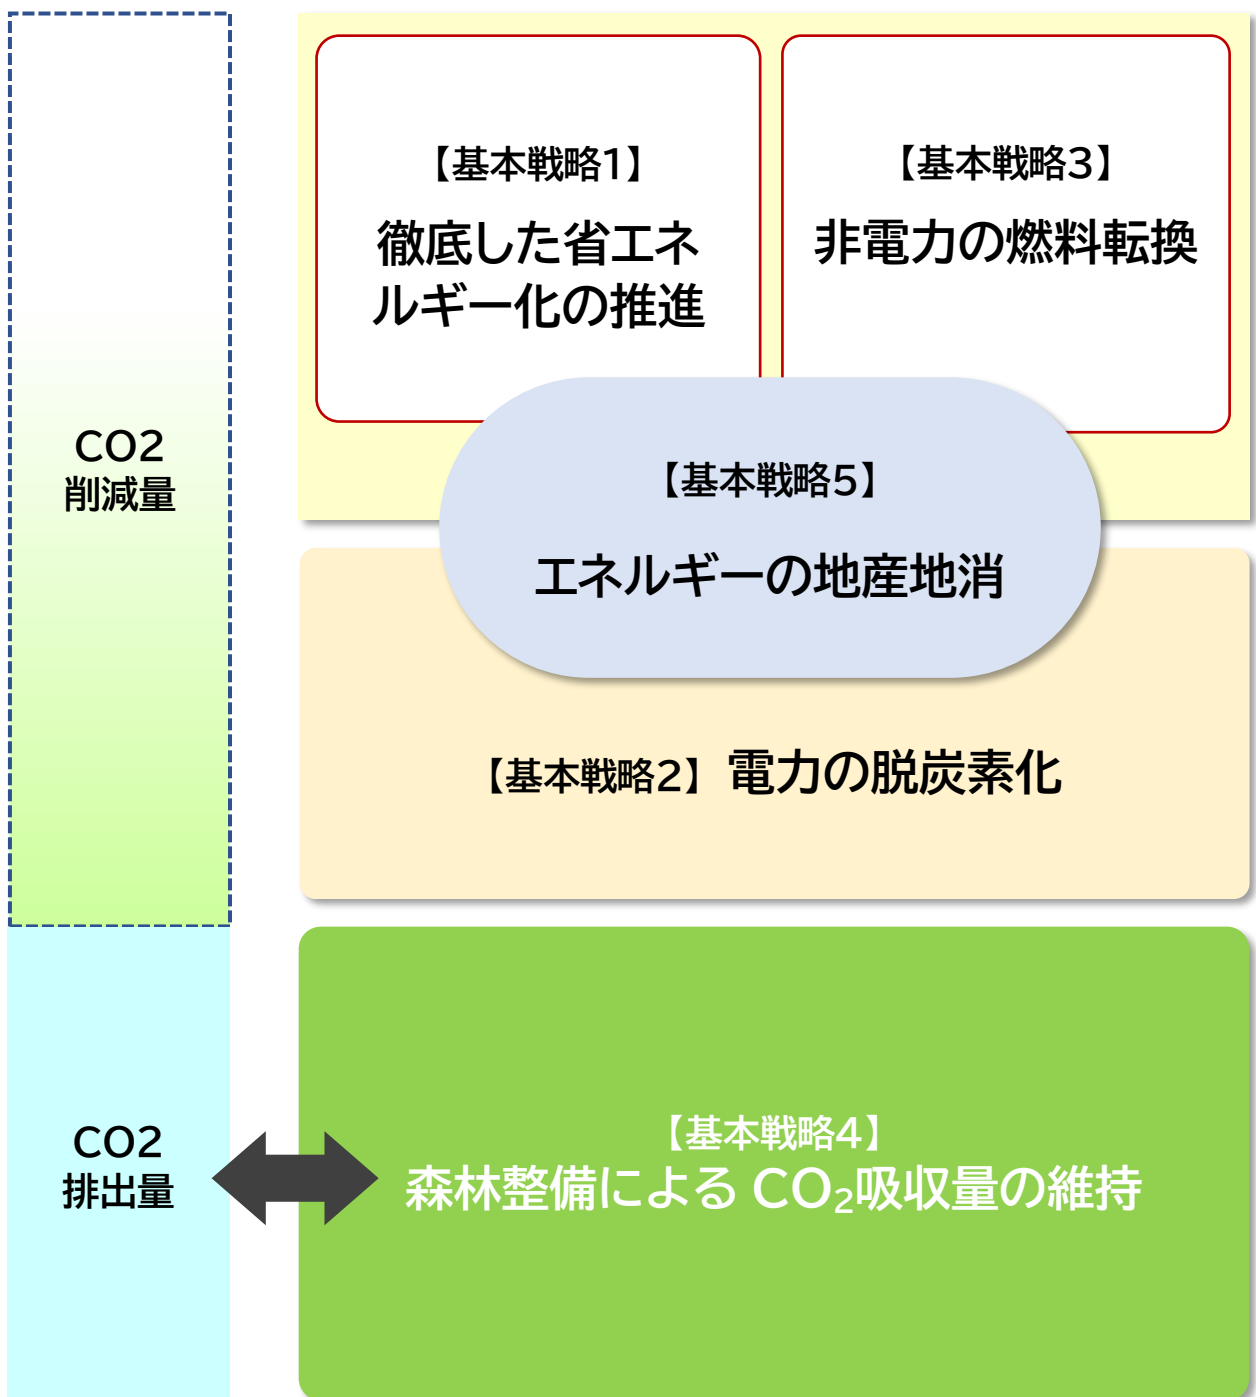 CO2
削減量
【基本戦略1】
徹底した省エネ
ルギー化の推進
【基本戦略3】
非電力の燃料転換
【基本戦略5】
エネルギーの地産地消
【基本戦略2】 電力の脱炭素化
CO2
排出量
【基本戦略4】
森林整備による CO₂吸収量の維持